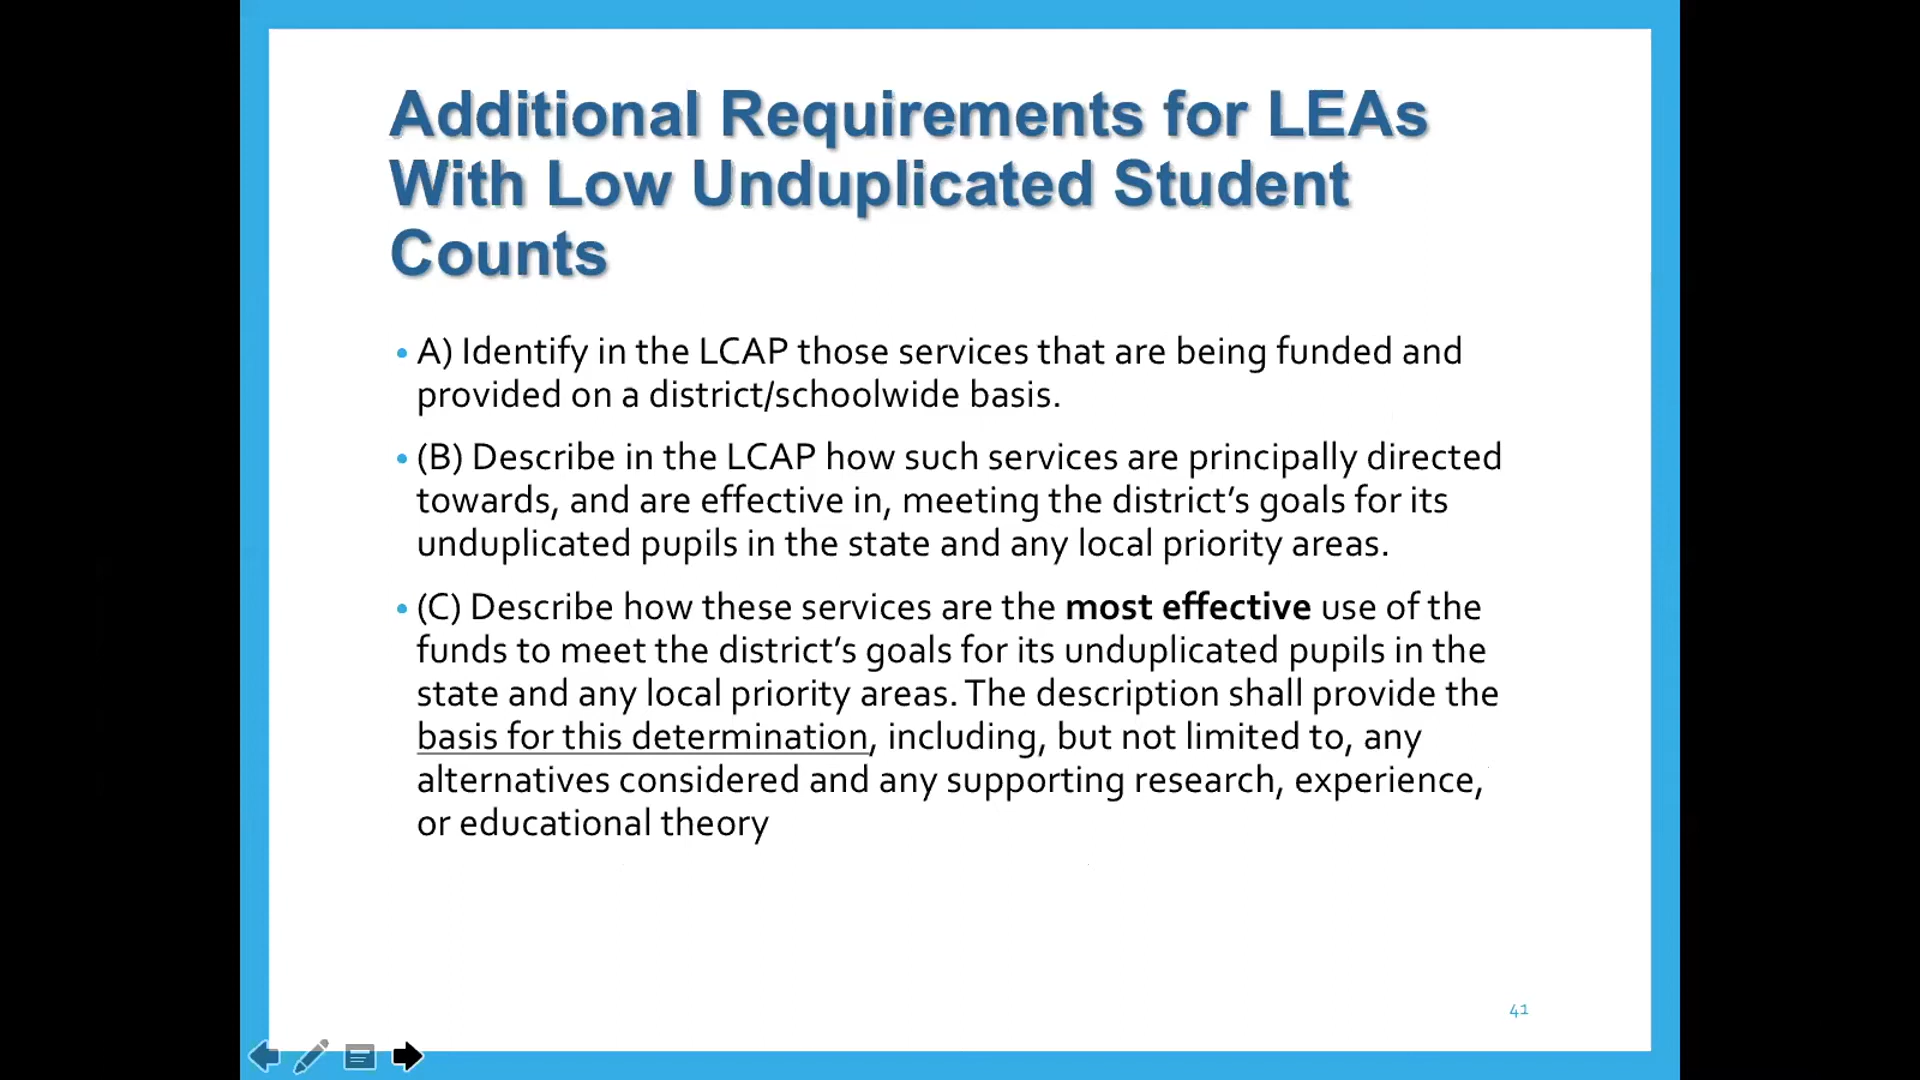 Additional Requirements for LEAs
With Low Unduplicated Student
Counts
• A) Identify in the LCAP those services that are being funded and
provided on a district/schoolwide basis.
• (B) Describe in the LCAP how such services are principally directed
towards, and are effective in, meeting the district’s goals for its
unduplicated pupils in the state and any local priority areas.
• (C) Describe how these services are the most effective use of the
funds to meet the district’s goals for its unduplicated pupils in the
state and any local priority areas. The description shall provide the
basis for this determination, including, but not limited to, any
alternatives considered and any supporting research, experience,
or educational theory
41